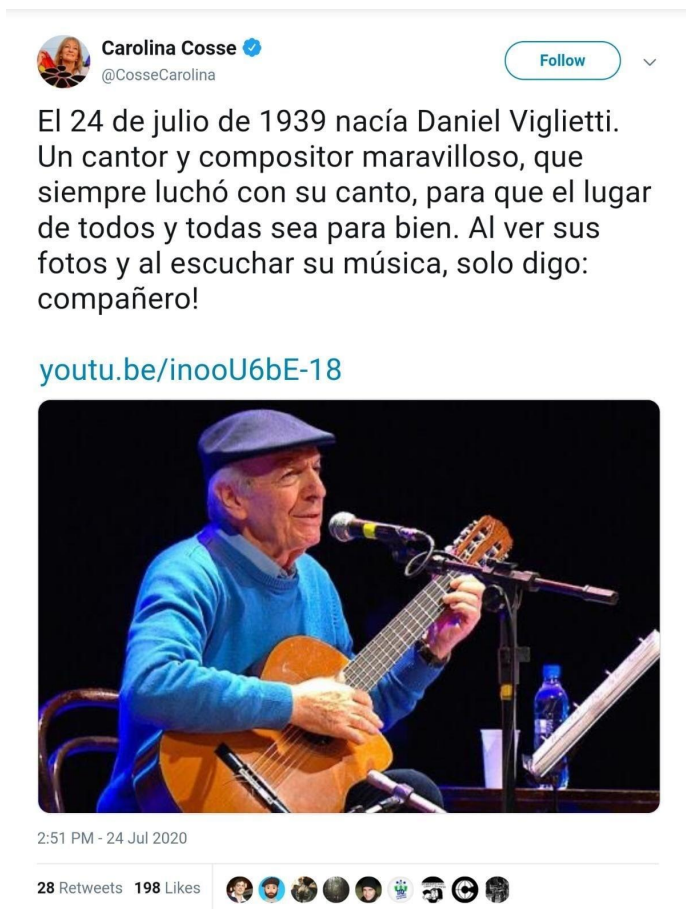 Carolina Cosse
@CosseCarolina
Follow
El 24 de julio de 1939 nacía Daniel Viglietti.
Un cantor y compositor maravilloso, que
siempre luchó con su canto, para que el lugar
de todos y todas sea para bien. Al ver sus
fotos y al escuchar su música, solo digo:
compañero!
youtu.be/inooU6bE-18
2:51 PM - 24 Jul 2020
28 Retweets 198 Likes